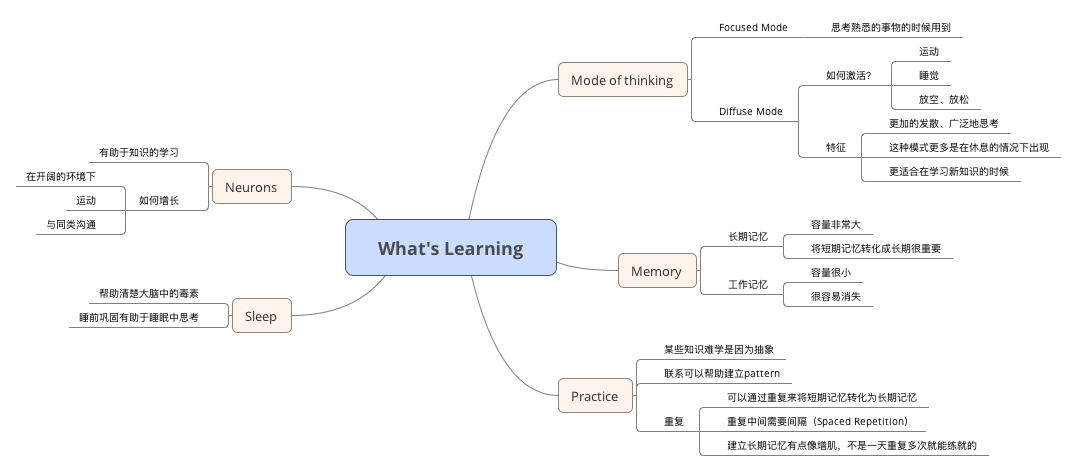 What's Learning
Mode of thinking
Focused Mode
思考熟悉的事物的时候用到
Diffuse Mode
如何激活？
运动
睡觉
放空、放松
特征
更加的发散、广泛地思考
这种模式更多是在休息的情况下出现
更适合在学习新知识的时候
Memory
长期记忆
容量非常大
将短期记忆转化成长期很重要
工作记忆
容量很小
很容易消失
Practice
某些知识难学是因为抽象
联系可以帮助建立pattern
重复
可以通过重复来将短期记忆转化为长期记忆
重复中间需要间隔（Spaced Repetition）
建立长期记忆有点像增肌，不是一天重复多次就能练就的
Neurons
有助于知识的学习
如何增长
在开阔的环境下
运动
与同类沟通
Sleep
帮助清楚大脑中的毒素
睡前巩固有助于睡眠中思考